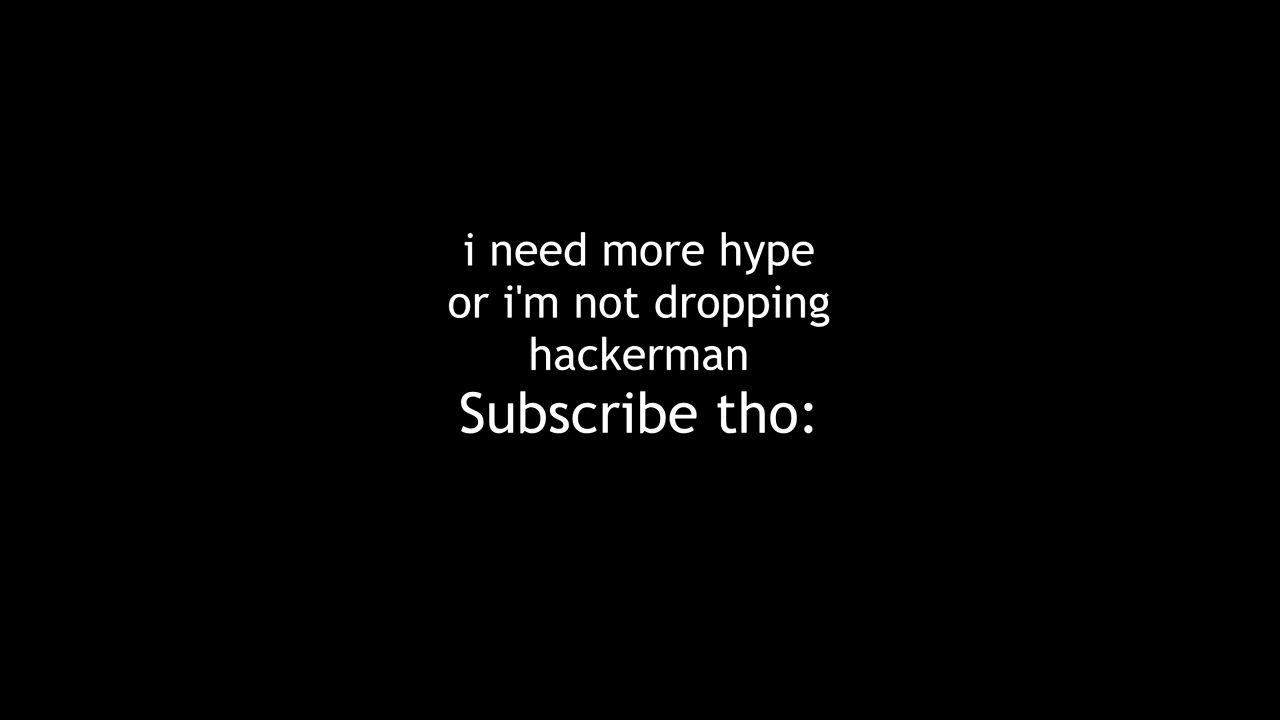 i need more hype
or i'm not dropping
hackerman
Subscribe tho: